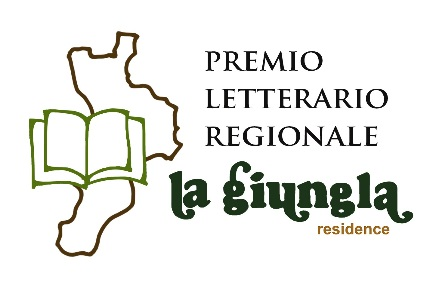 PREMIO
LETTERARIO
REGIONALE
la giungla
residence